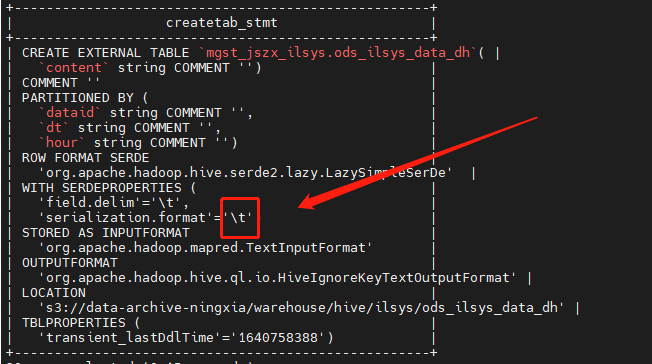 +----------------------------------------------------+
| createtab_stmt |
+----------------------------------------------------+
| CREATE EXTERNAL TABLE `mgst_jszx_ilsys.ods_ilsys_data_dh`( |
| `content` string COMMENT '') |
| COMMENT '' |
| PARTITIONED BY ( |
| `dataid` string COMMENT '', |
| `dt` string COMMENT '', |
| `hour` string COMMENT '') |
| ROW FORMAT SERDE |
| 'org.apache.hadoop.hive.serde2.lazy.LazySimpleSerDe' |
| WITH SERDEPROPERTIES ( |
| 'field.delim'='\t', |
| 'serialization.format'='\t' |
| STORED AS INPUTFORMAT |
| 'org.apache.hadoop.mapred.TextInputFormat' |
| OUTPUTFORMAT |
| 'org.apache.hadoop.hive.ql.io.HiveIgnoreKeyTextOutputFormat' |
| LOCATION |
| 's3://data-archive-ningxia/warehouse/hive/ilsys/ods_ilsys_data_dh' |
| TBLPROPERTIES ( |
| 'transient_lastDdlTime'='1640758388') |
+----------------------------------------------------+